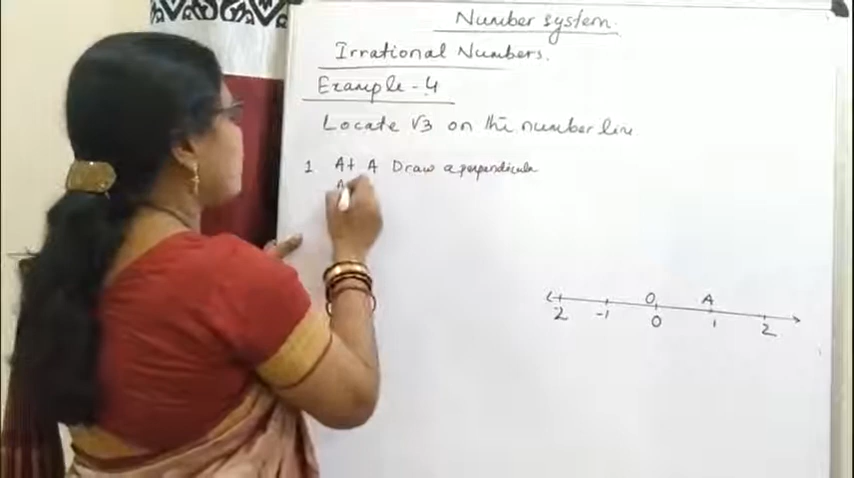 Number system.
Irrational Numbers.
Example - 4
Locate √3 on the number line
1 At A Draw a perpendicula
A
O A
2 -1 0 1 2